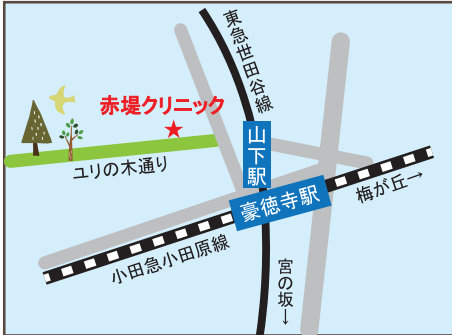 東急世田谷線
赤堤クリニック
山下駅
ユリの木通り
豪徳寺駅
梅が丘→
小田急小田原線
宮の坂→